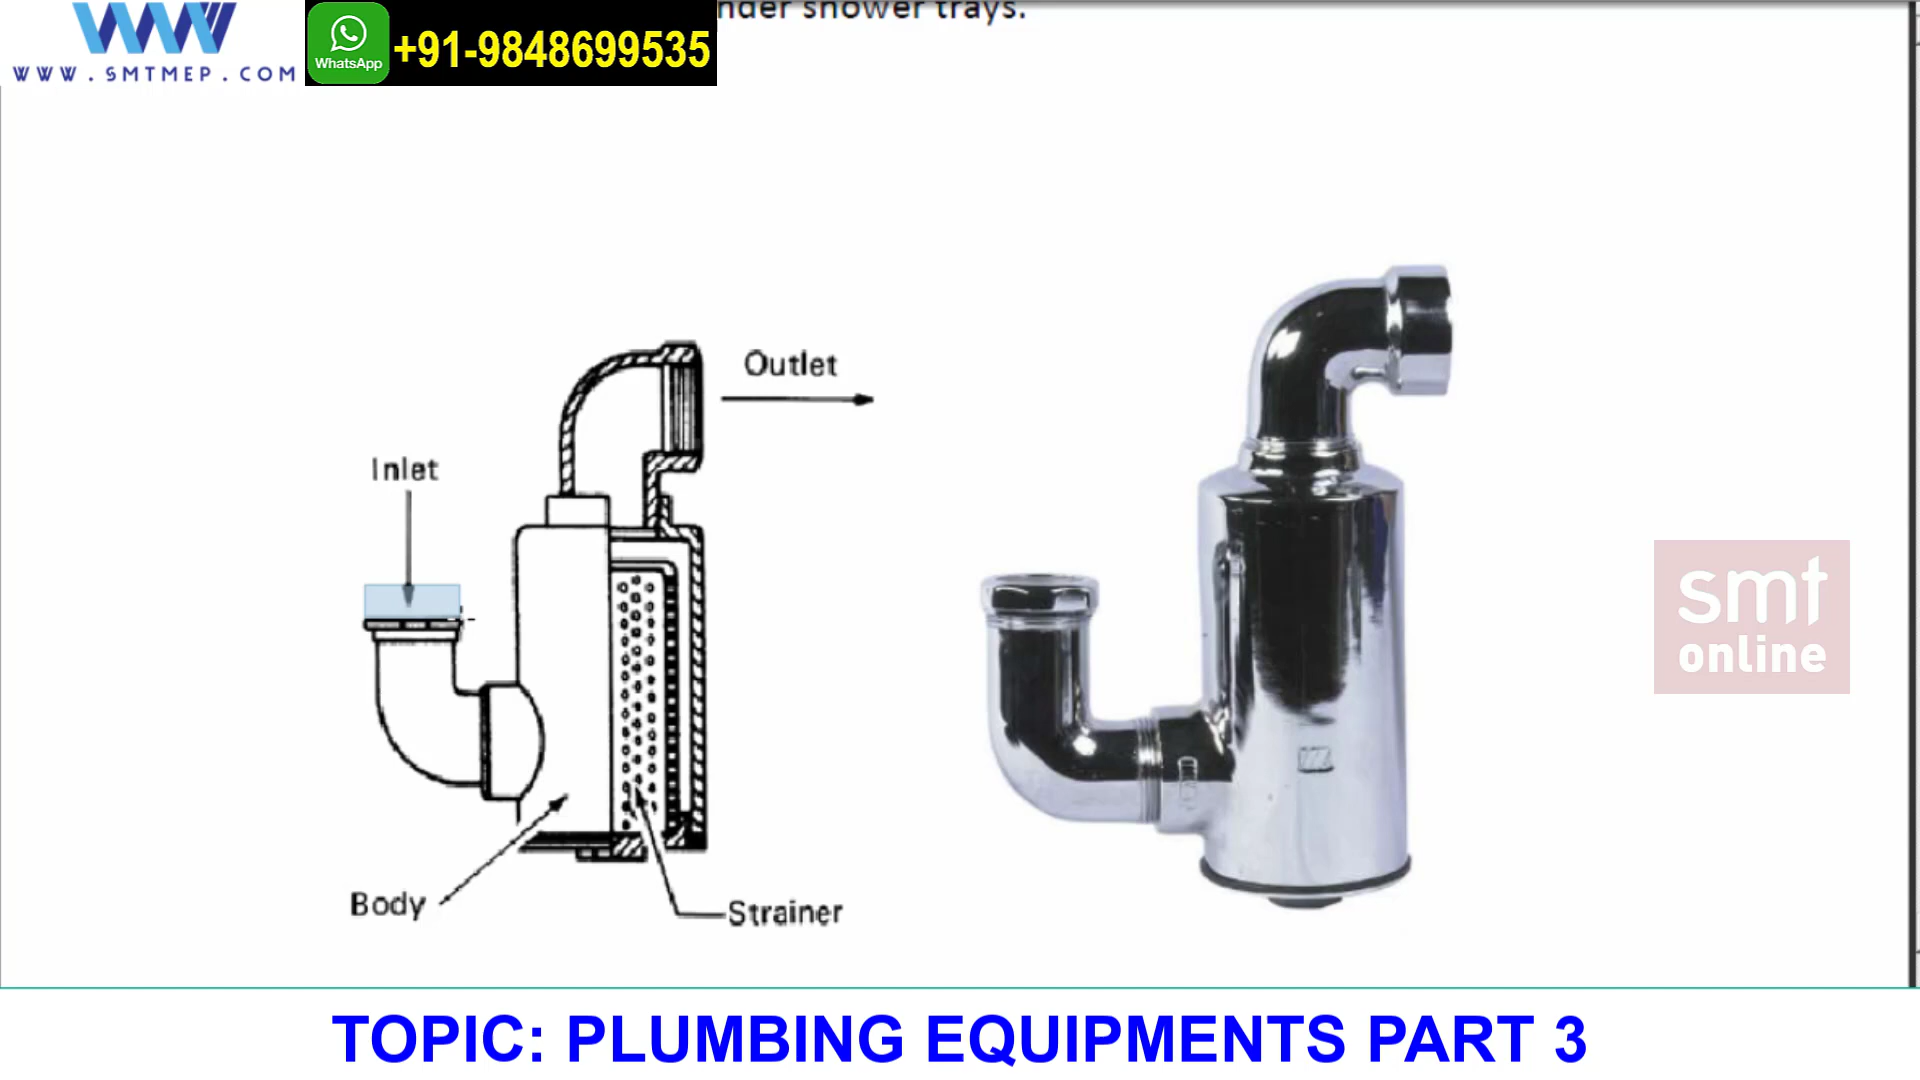 nder shower trays.
WWW.SMTMEP.COM
WhatsApp
+91-9848699535
Outlet
Inlet
smt
online
Body
Strainer
TOPIC: PLUMBING EQUIPMENTS PART 3